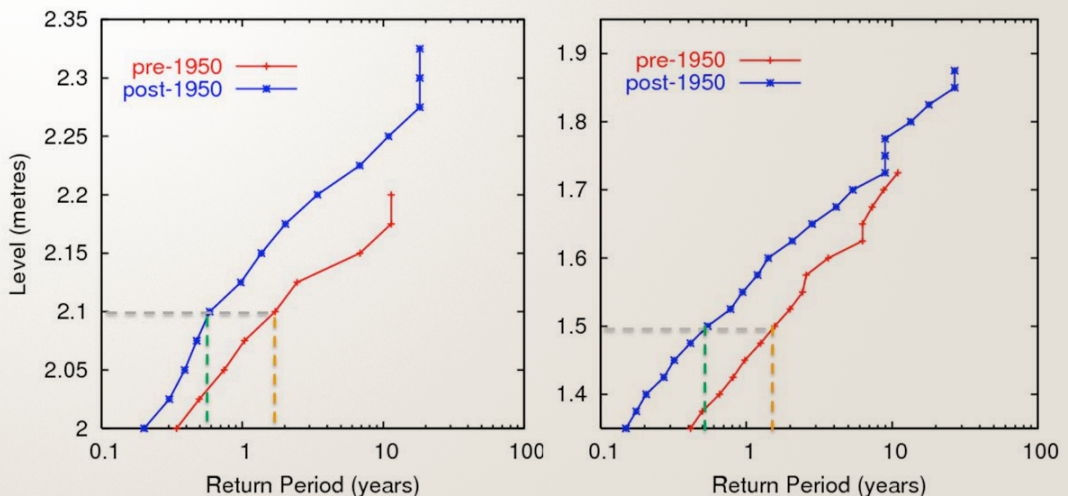 2.35
2.3
2.25
2.2
2.15
2.1
2.05
2
Level (metres)
pre-1950
post-1950
0.1 1 10 100
Return Period (years)
1.9
1.8
1.7
1.6
1.5
1.4
pre-1950
post-1950
0.1 1 10 100
Return Period (years)